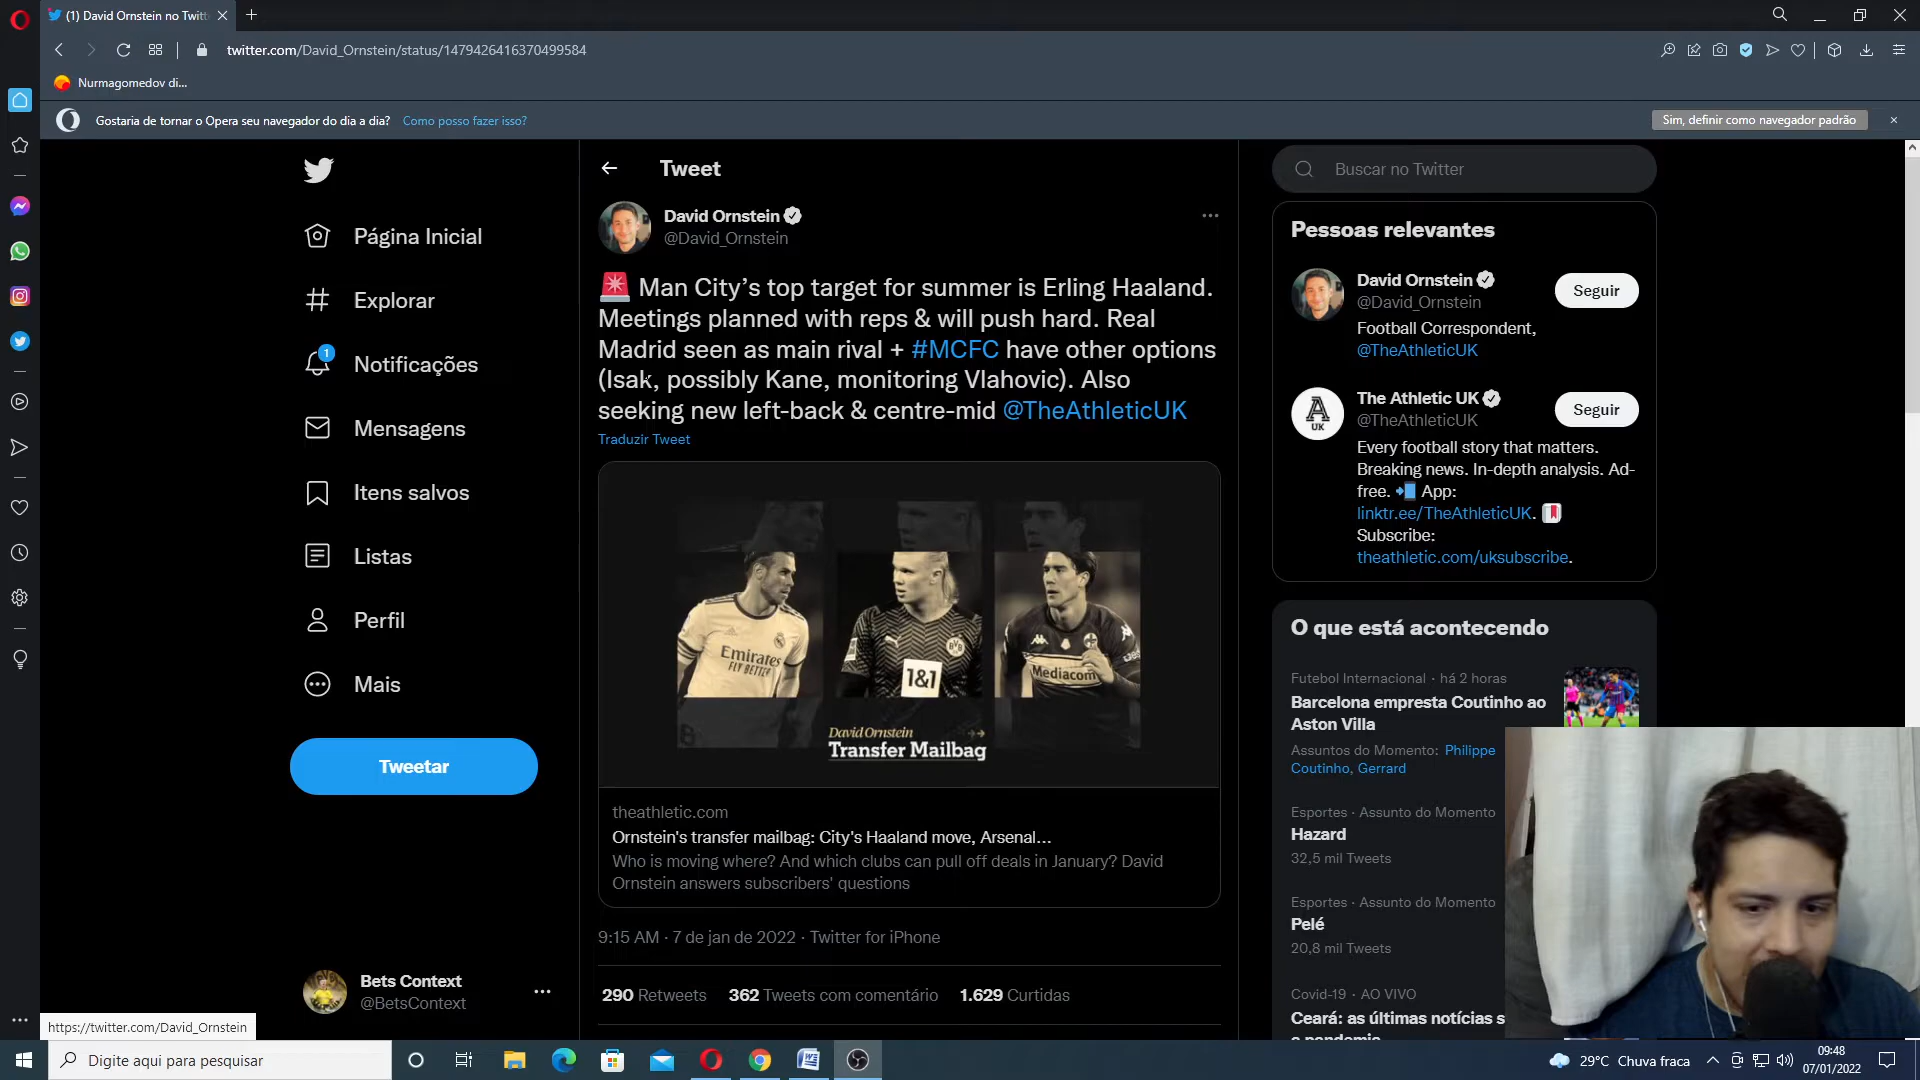 (1) David Ornstein no Twitt
twitter.com/David_Ornstein/status/1479426416370499584
Nurmagomedov di...
Gostaria de tornar o Opera seu navegador do dia a dia? Como posso fazer isso?
Sim, definir como navegador padrão
Página Inicial
Explorar
1
Notificações
Mensagens
Itens salvos
Listas
Perfil
Mais
Tweetar
Bets Context
@BetsContext
https://twitter.com/David_Ornstein
Tweet
David Ornstein
@David_Ornstein
🚨 Man City’s top target for summer is Erling Haaland.
Meetings planned with reps & will push hard. Real
Madrid seen as main rival + #MCFC have other options
(Isak, possibly Kane, monitoring Vlahovic). Also
seeking new left-back & centre-mid @TheAthleticUK
Traduzir Tweet
Emirates
FLY BETTER
1&1
BVB
09
Mediacom
David Ornstein
Transfer Mailbag
theathletic.com
Ornstein's transfer mailbag: City's Haaland move, Arsenal...
Who is moving where? And which clubs can pull off deals in January? David
Ornstein answers subscribers' questions
9:15 AM · 7 de jan de 2022 · Twitter for iPhone
290 Retweets 362 Tweets com comentário 1.629 Curtidas
Buscar no Twitter
Pessoas relevantes
David Ornstein
@David_Ornstein
Seguir
Football Correspondent,
@TheAthleticUK
A
UK
The Athletic UK
@TheAthleticUK
Seguir
Every football story that matters.
Breaking news. In-depth analysis. Ad-
free. 📲 App:
linktr.ee/TheAthleticUK.
Subscribe:
theathletic.com/uksubscribe.
O que está acontecendo
Futebol Internacional · há 2 horas
Barcelona empresta Coutinho ao
Aston Villa
Assuntos do Momento: Philippe
Coutinho, Gerrard
Esportes · Assunto do Momento
Hazard
32,5 mil Tweets
Esportes · Assunto do Momento
Pelé
20,8 mil Tweets
Covid-19 · AO VIVO
Ceará: as últimas notícias s
a pandemia
Digite aqui para pesquisar
29°C Chuva fraca
09:48
07/01/2022